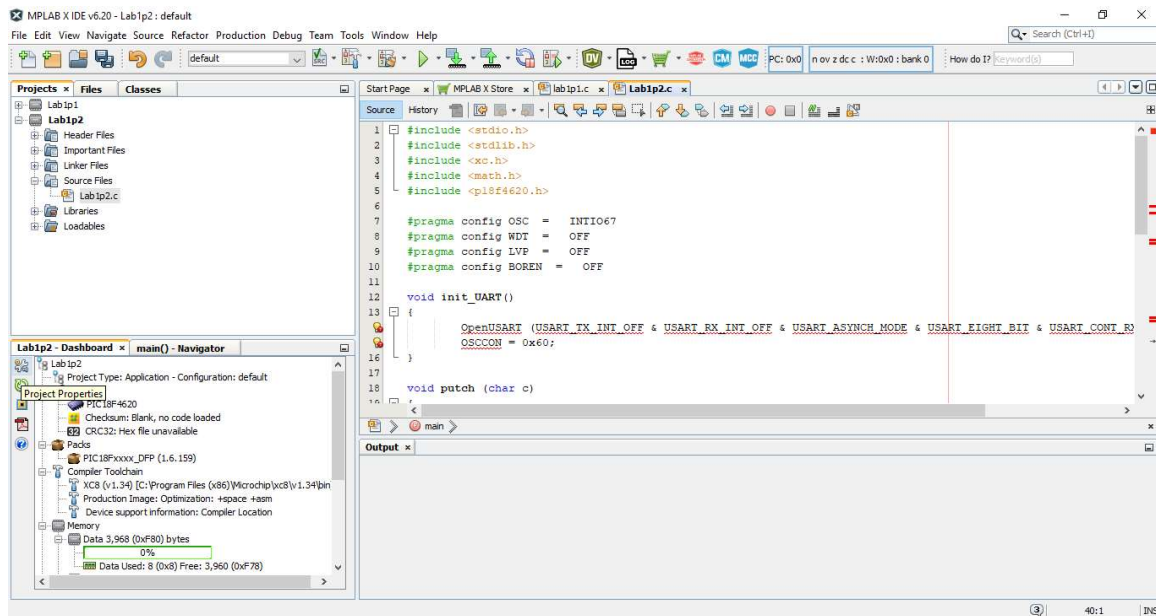 MPLAB X IDE v6.20 - Lab1p2 : default
File Edit View Navigate Source Refactor Production Debug Team Tools Window Help
Search (Ctrl+I)
default
PC: 0x0
n ov z dc c : W:0x0 : bank 0
How do I?
Keyword(s)
Projects × Files Classes
Lab1p1
Lab1p2
Header Files
Important Files
Linker Files
Source Files
Lab1p2.c
Libraries
Loadables
Start Page × MPLAB X Store × lab1p1.c × Lab1p2.c ×
Source History
1 #include <stdio.h>
2 #include <stdlib.h>
3 #include <xc.h>
4 #include <math.h>
5 #include <p18f4620.h>
6
7 #pragma config OSC = INTIO67
8 #pragma config WDT = OFF
9 #pragma config LVP = OFF
10 #pragma config BOREN = OFF
11
12 void init_UART()
13 {
OpenUSART (USART_TX_INT_OFF & USART_RX_INT_OFF & USART_ASYNCH_MODE & USART_EIGHT_BIT & USART_CONT_RX
OSCCON = 0x60;
16 }
17
18 void putch (char c)
19 {
main
Lab1p2 - Dashboard × main() - Navigator
Lab1p2
Project Type: Application - Configuration: default
Project Properties
PIC18F4620
Checksum: Blank, no code loaded
CRC32: Hex file unavailable
Packs
PIC18Fxxxx_DFP (1.6.159)
Compiler Toolchain
XC8 (v1.34) [C:\Program Files (x86)\Microchip\xc8\v1.34\bin
Production Image: Optimization: +space +asm
Device support information: Compiler Location
Memory
Data 3,968 (0xF80) bytes
0%
Data Used: 8 (0x8) Free: 3,960 (0xF78)
Output ×
3
40:1
INS